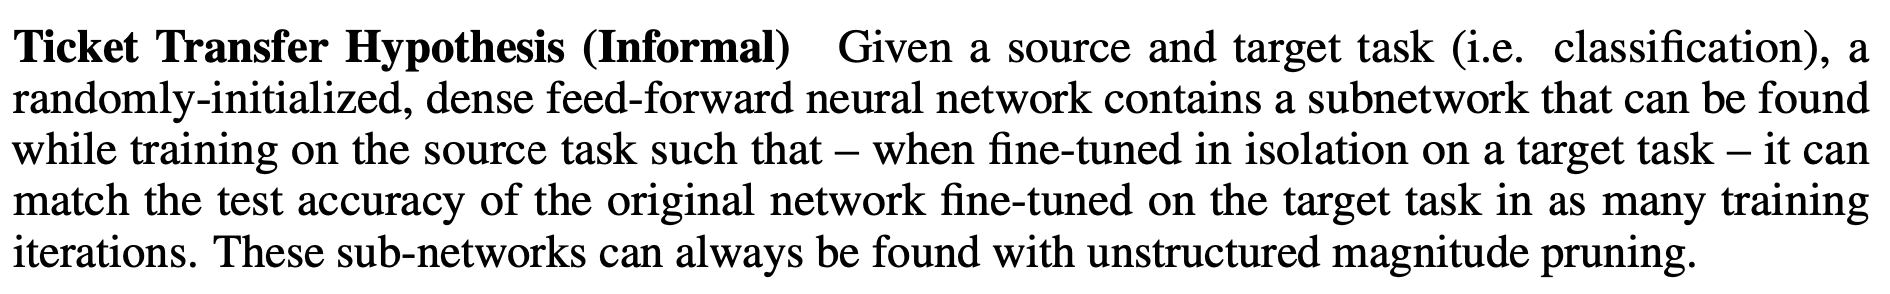 Ticket Transfer Hypothesis (Informal) Given a source and target task (i.e. classification), a
randomly-initialized, dense feed-forward neural network contains a subnetwork that can be found
while training on the source task such that – when fine-tuned in isolation on a target task – it can
match the test accuracy of the original network fine-tuned on the target task in as many training
iterations. These sub-networks can always be found with unstructured magnitude pruning.